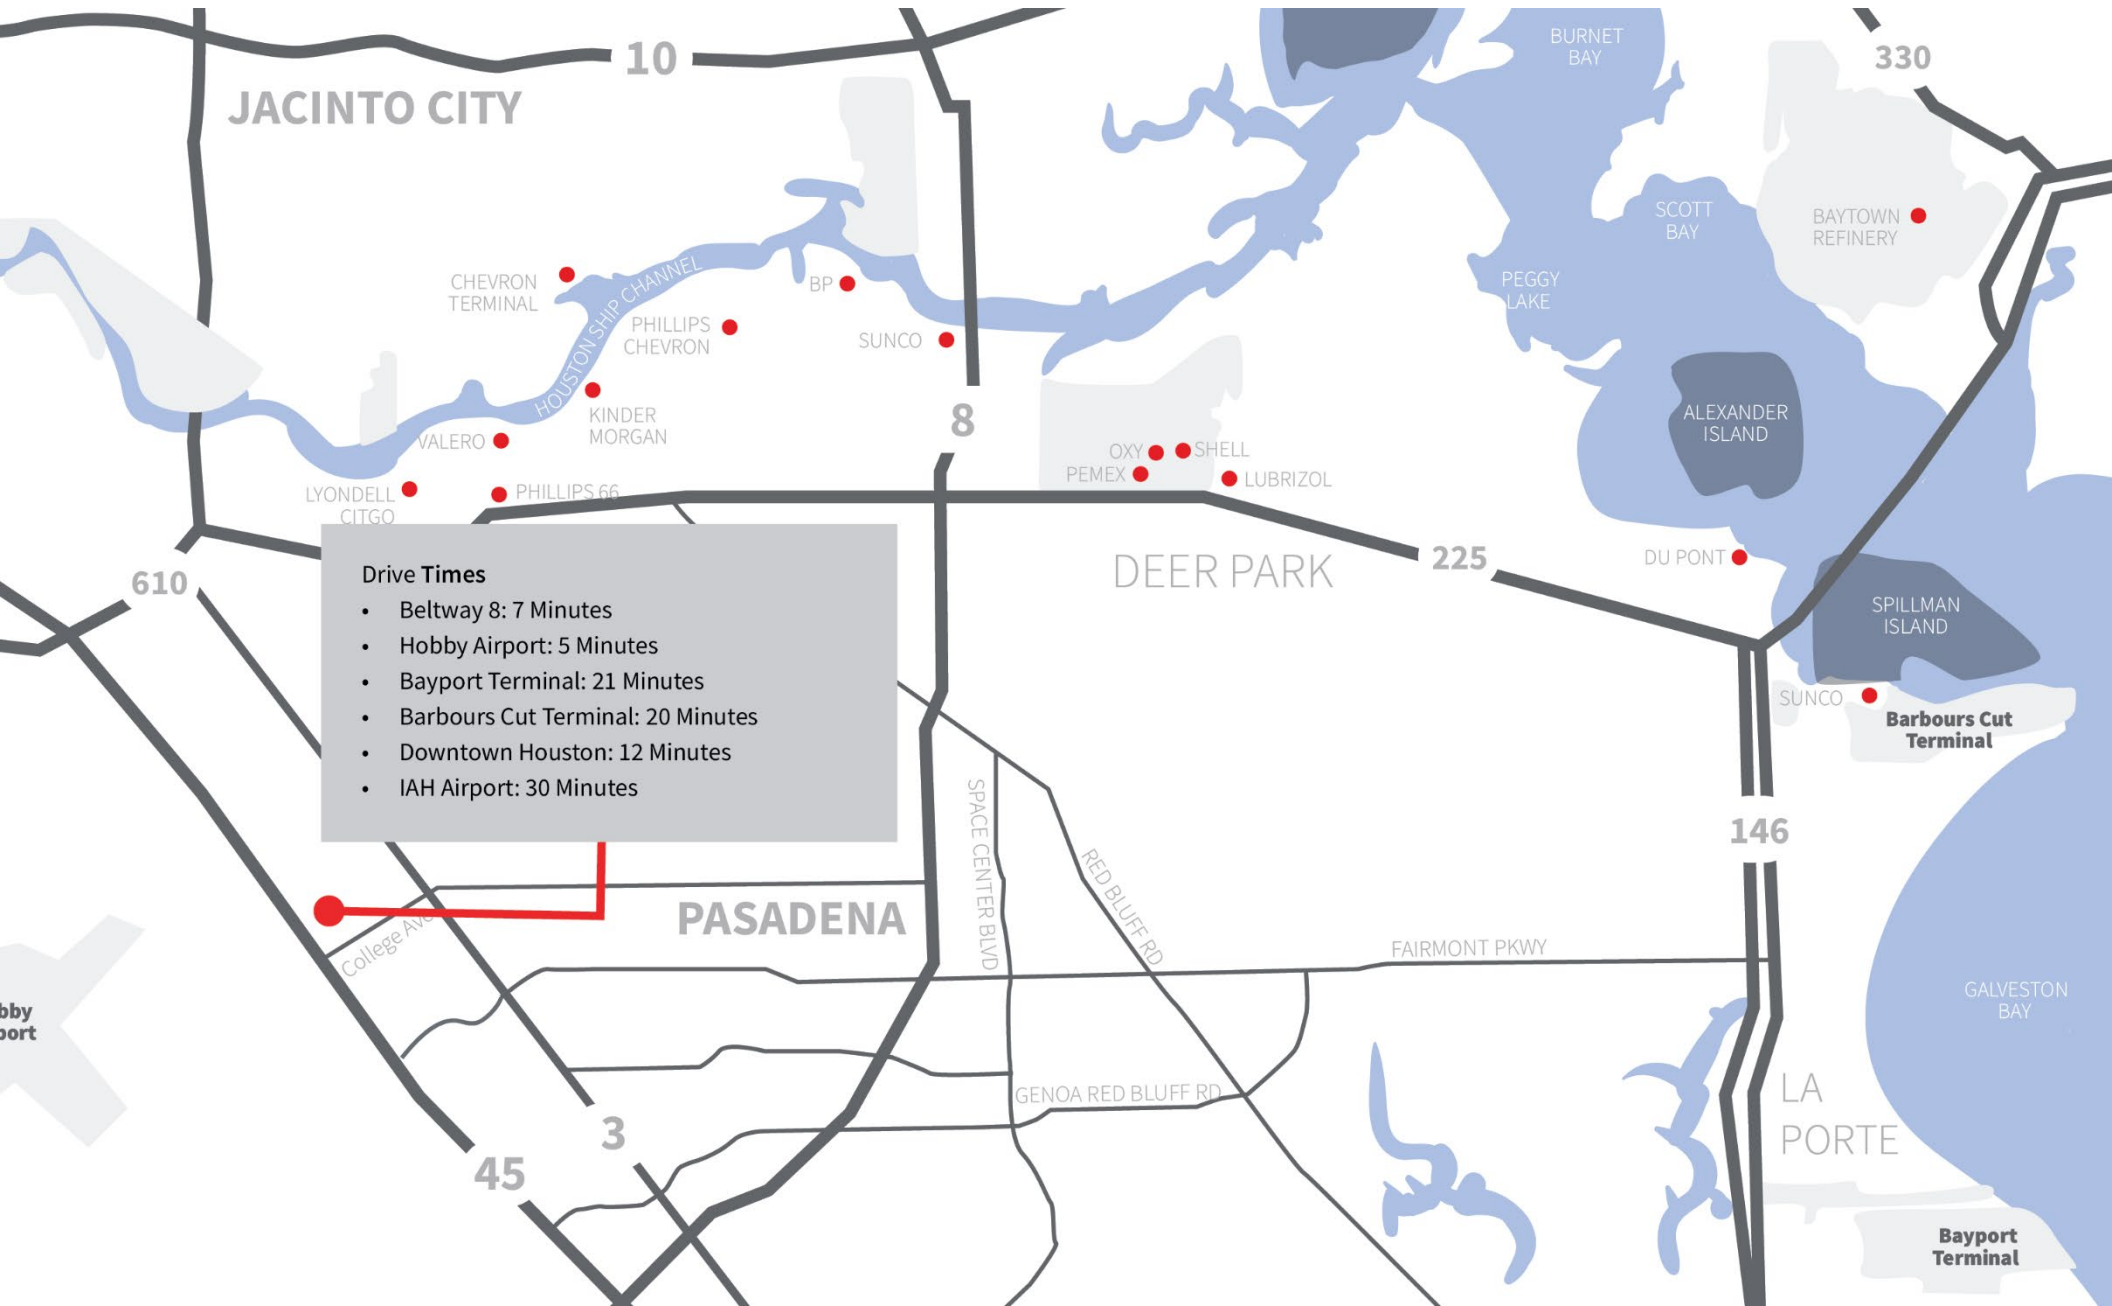 BURNET
BAY
330
10
JACINTO CITY
SCOTT
BAY
BAYTOWN
REFINERY
CHEVRON
TERMINAL
HOUSTON SHIP CHANNEL
BP
PEGGY
LAKE
PHILLIPS
CHEVRON
SUNCO
KINDER
MORGAN
8
ALEXANDER
ISLAND
VALERO
OXY
SHELL
PEMEX
LUBRIZOL
LYONDELL
CITGO
PHILLIPS 66
610
DEER PARK
225
DU PONT
SPILLMAN
ISLAND
Drive Times
• Beltway 8: 7 Minutes
• Hobby Airport: 5 Minutes
• Bayport Terminal: 21 Minutes
• Barbours Cut Terminal: 20 Minutes
• Downtown Houston: 12 Minutes
• IAH Airport: 30 Minutes
SUNCO
Barbours Cut
Terminal
146
SPACE CENTER BLVD
RED BLUFF RD
College Ave
PASADENA
FAIRMONT PKWY
GALVESTON
BAY
bby
port
GENOA RED BLUFF RD
3
45
LA
PORTE
Bayport
Terminal